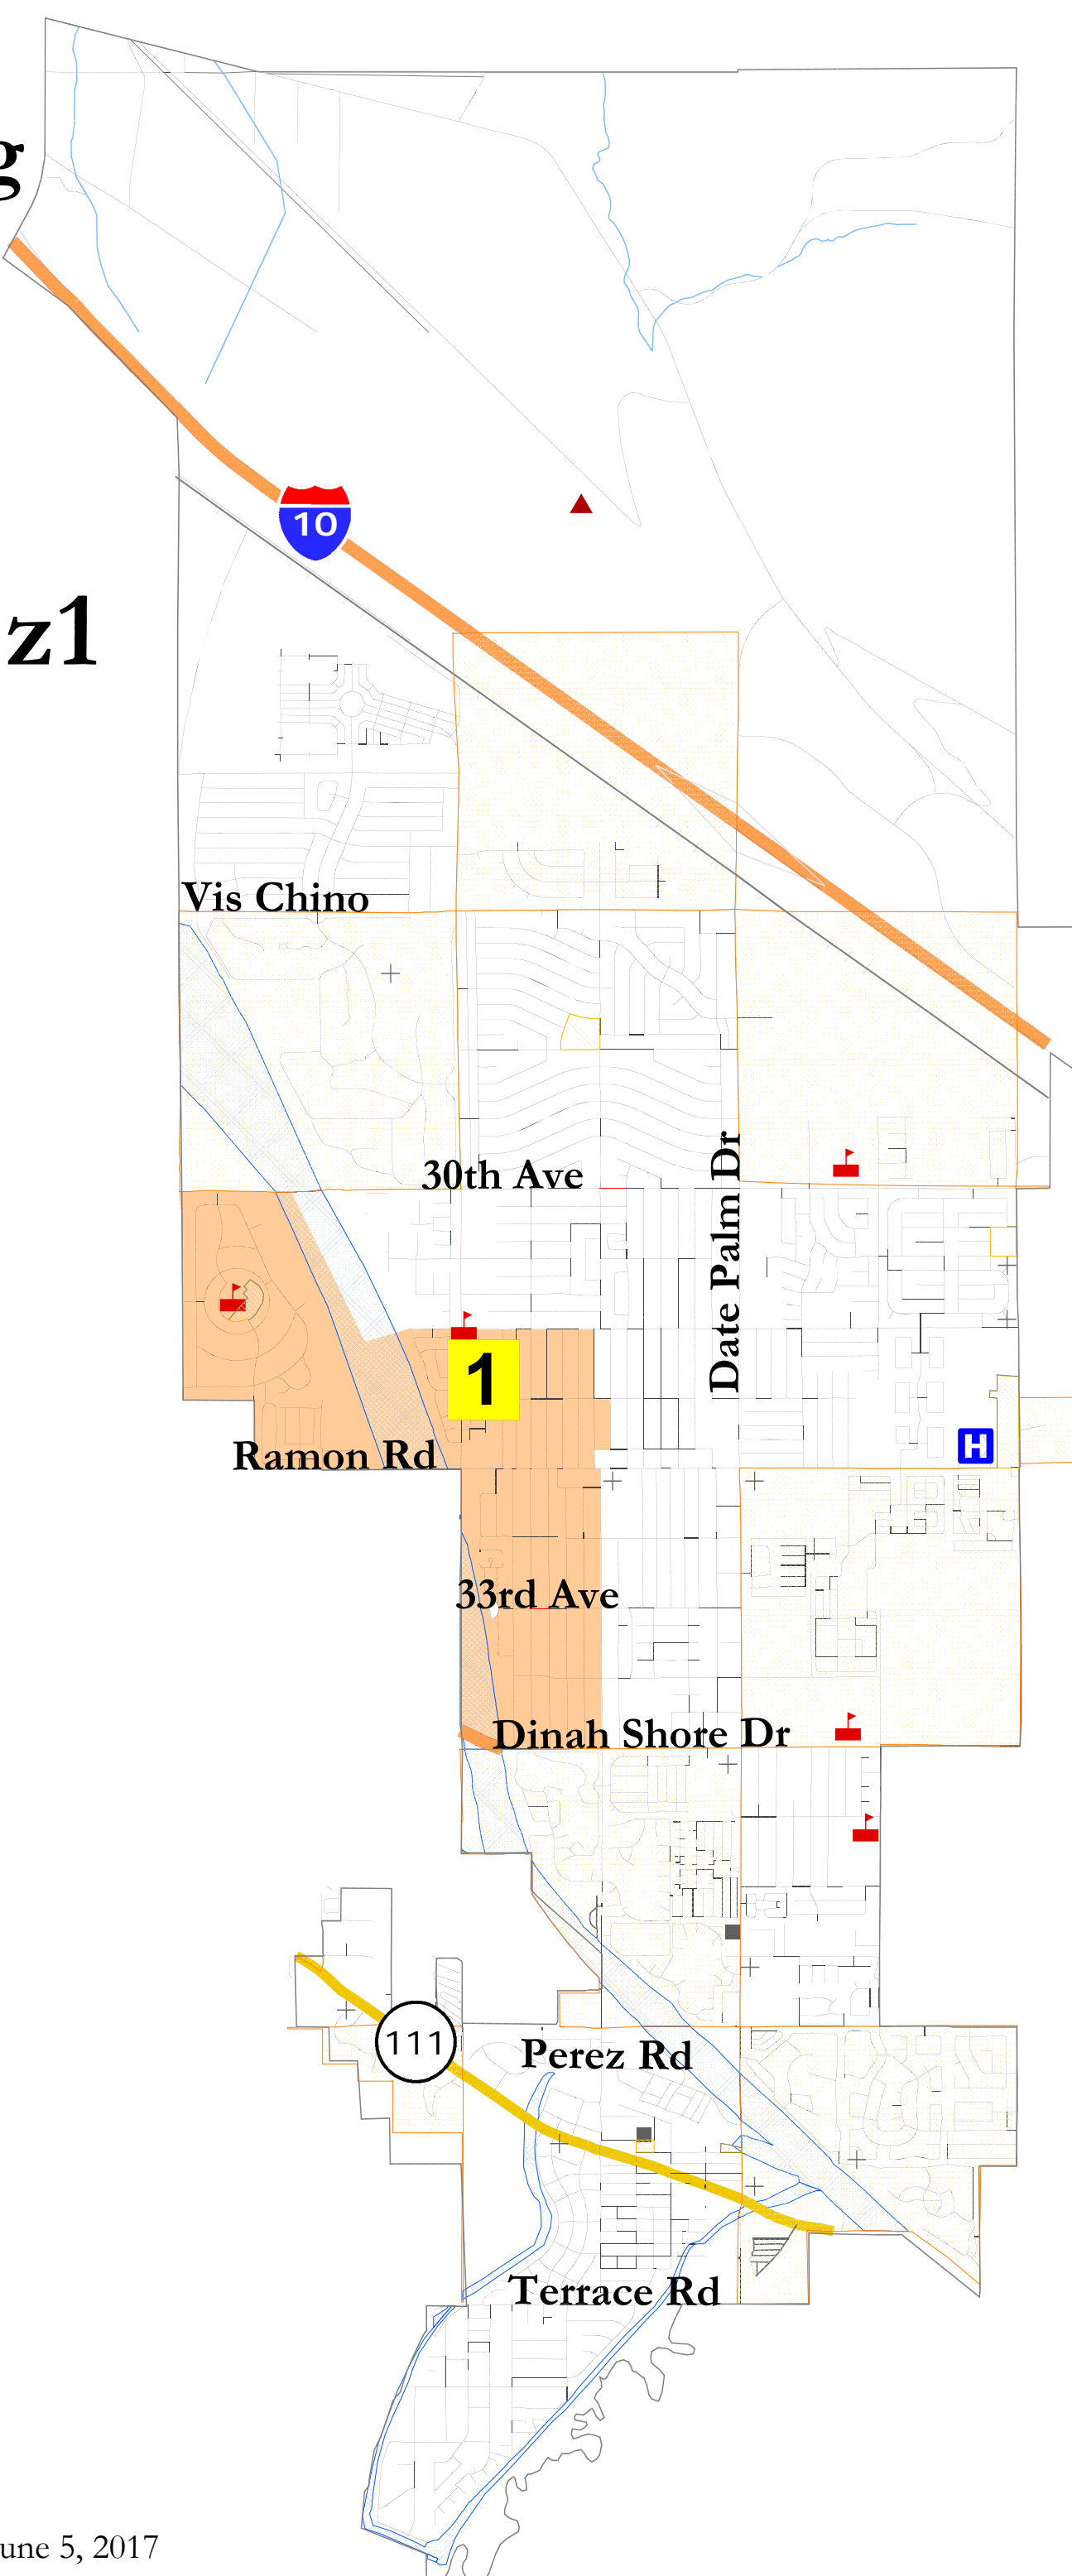 g
10
z1
Vis Chino
30th Ave
Date Palm Dr
1
H
Ramon Rd
33rd Ave
Dinah Shore Dr
111
Perez Rd
Terrace Rd
une 5, 2017